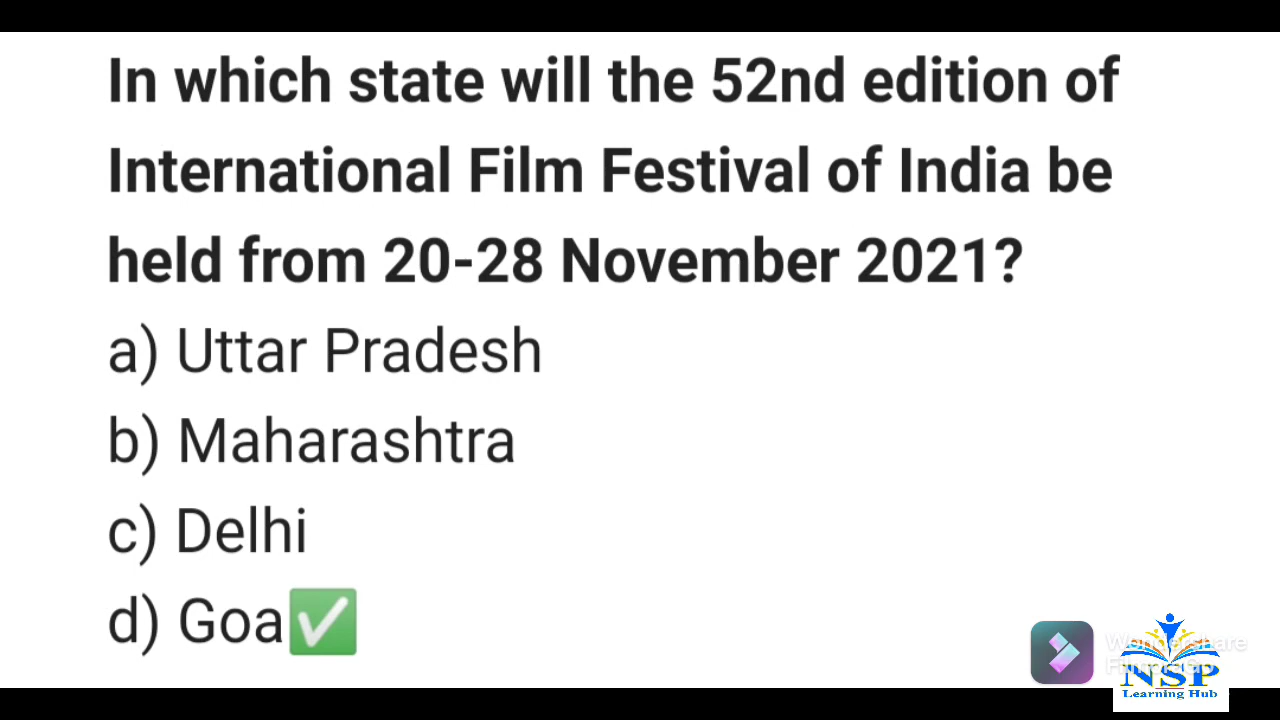 In which state will the 52nd edition of
International Film Festival of India be
held from 20-28 November 2021?
a) Uttar Pradesh
b) Maharashtra
c) Delhi
d) Goa✅
Wondershare
NSP
Learning Hub